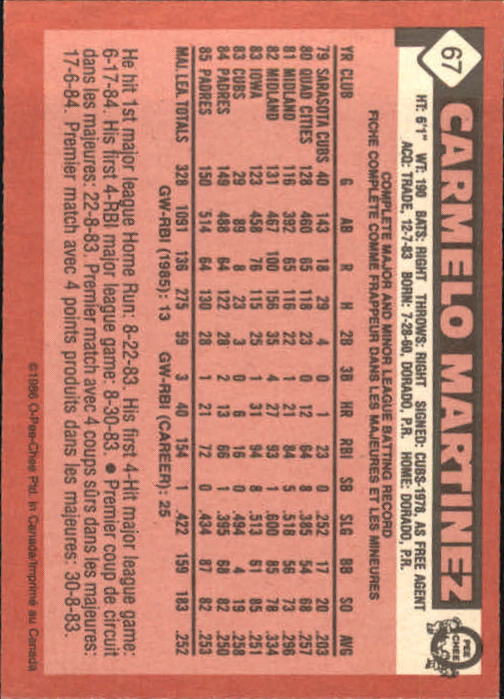 67
CARMELO MARTINEZ
O PEE CHEE
HT: 6'1" WT: 190 BATS: RIGHT THROWS: RIGHT SIGNED: CUBS-1978, AS FREE AGENT
ACQ: TRADE, 12-7-83 BORN: 7-28-60, DORADO, P.R. HOME: DORADO, P.R.
COMPLETE MAJOR AND MINOR LEAGUE BATTING RECORD
FICHE COMPLÈTE COMME FRAPPEUR DANS LES MAJEURES ET LES MINEURES
YR CLUB G AB R H 2B 3B HR RBI SB SLG BB SO AVG
79 SARASOTA CUBS 40 143 18 29 4 0 1 23 0 .252 17 20 .203
80 QUAD CITIES 128 460 65 118 23 0 12 64 8 .385 54 68 .257
81 MIDLAND 116 392 65 116 22 1 21 84 5 .518 56 73 .296
82 MIDLAND 131 467 100 156 35 4 27 93 1 .600 85 78 .334
83 IOWA 123 458 76 115 25 1 31 94 8 .513 61 85 .251
83 CUBS 29 89 8 23 3 0 6 16 0 .494 4 19 .258
84 PADRES 149 488 64 122 28 2 13 66 1 .395 68 82 .250
85 PADRES 150 514 64 130 28 1 21 72 0 .434 87 82 .253
MAJ LEA. TOTALS 328 1091 136 275 59 3 40 154 1 .422 159 183 .252
GW-RBI (1985): 13 GW-RBI (CAREER): 25
He hit 1st major league Home Run: 8-22-83. His first 4-Hit major league game:
6-17-84. His first 4-RBI major league game: 8-30-83. ● Premier coup de circuit
dans les majeures: 22-8-83. Premier match avec 4 coups sûrs dans les majeures:
17-6-84. Premier match avec 4 points produits dans les majeures: 30-8-83.
©1986 O-Pee-Chee Ptd. in Canada/Imprimé au Canada